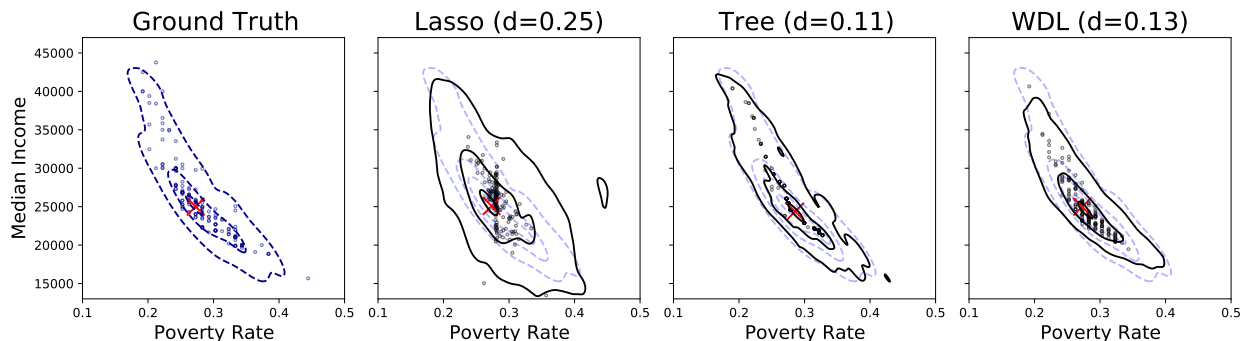 Ground Truth
Lasso (d=0.25)
Tree (d=0.11)
WDL (d=0.13)
Median Income
45000
40000
35000
30000
25000
20000
15000
0.1 0.2 0.3 0.4 0.5
0.1 0.2 0.3 0.4 0.5
0.1 0.2 0.3 0.4 0.5
0.1 0.2 0.3 0.4 0.5
Poverty Rate
Poverty Rate
Poverty Rate
Poverty Rate